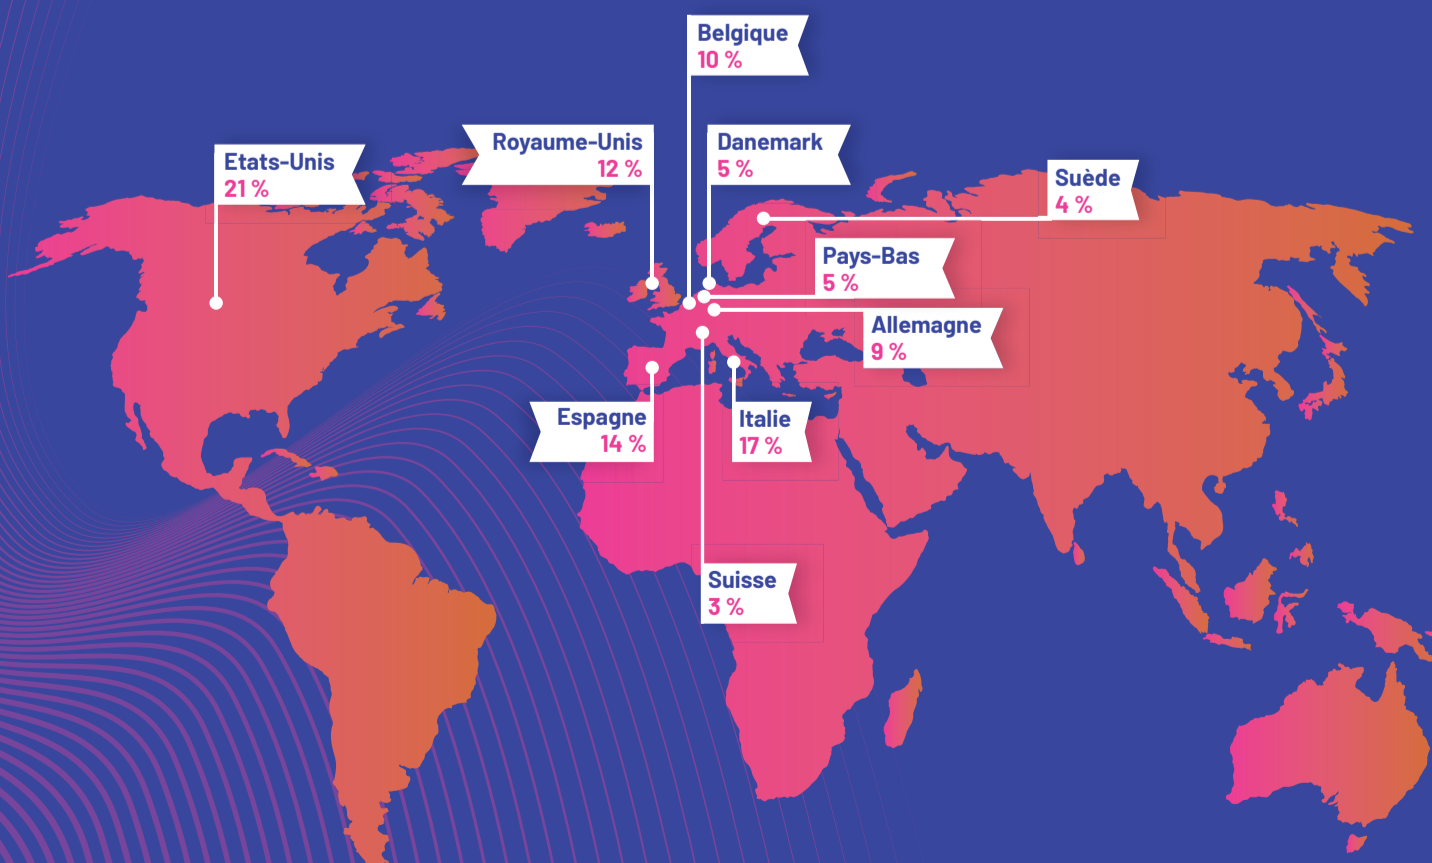 Belgique
10 %
Royaume-Unis
12 %
Danemark
5 %
Etats-Unis
21 %
Suède
4 %
Pays-Bas
5 %
Allemagne
9 %
Espagne
14 %
Italie
17 %
Suisse
3 %